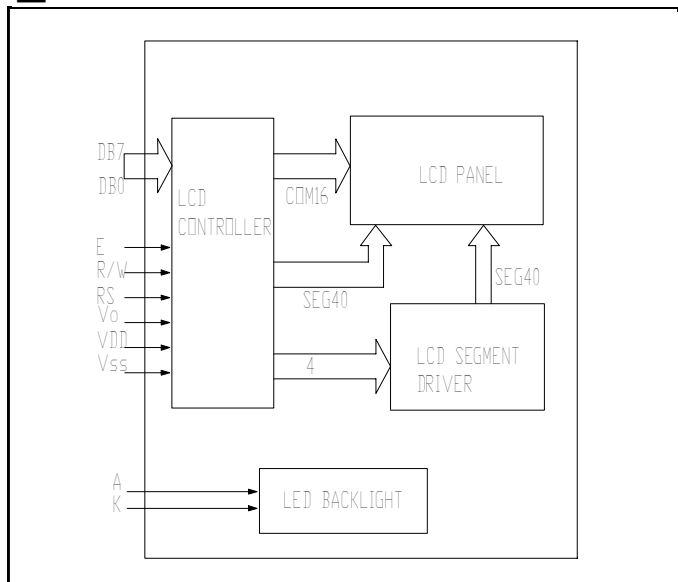 DB7
DB0
E
R/W
RS
Vo
VDD
Vss
LCD
CONTROLLER
COM16
SEG40
4
LCD PANEL
SEG40
LCD SEGMENT
DRIVER
A
K
LED BACKLIGHT